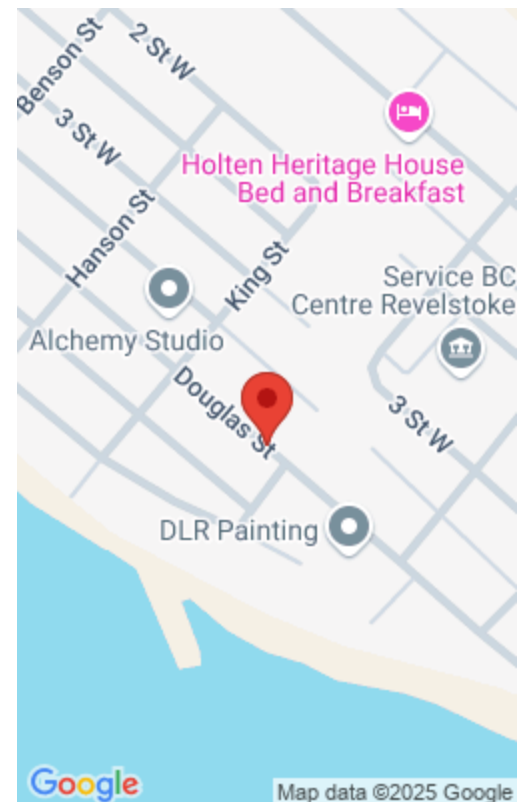 Benson St
2 St W
3 St W
Holten Heritage House
Bed and Breakfast
Hanson St
King St
Service BC
Centre Revelstoke
Alchemy Studio
Douglas St
3 St W
DLR Painting
Google
Map data ©2025 Google